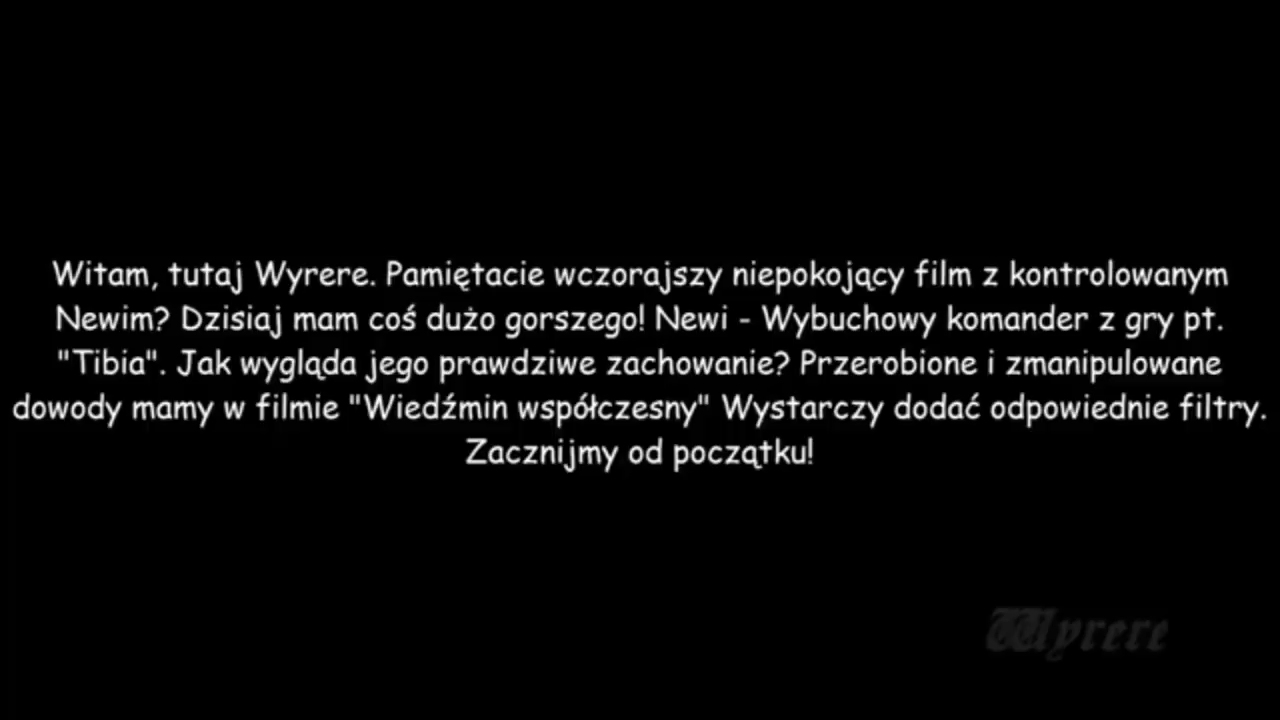 Witam, tutaj Wyrere. Pamiętacie wczorajszy niepokojący film z kontrolowanym
Newim? Dzisiaj mam coś dużo gorszego! Newi - Wybuchowy komander z gry pt.
"Tibia". Jak wygląda jego prawdziwe zachowanie? Przerobione i zmanipulowane
dowody mamy w filmie "Wiedźmin współczesny" Wystarczy dodać odpowiednie filtry.
Zacznijmy od początku!
Wyrere